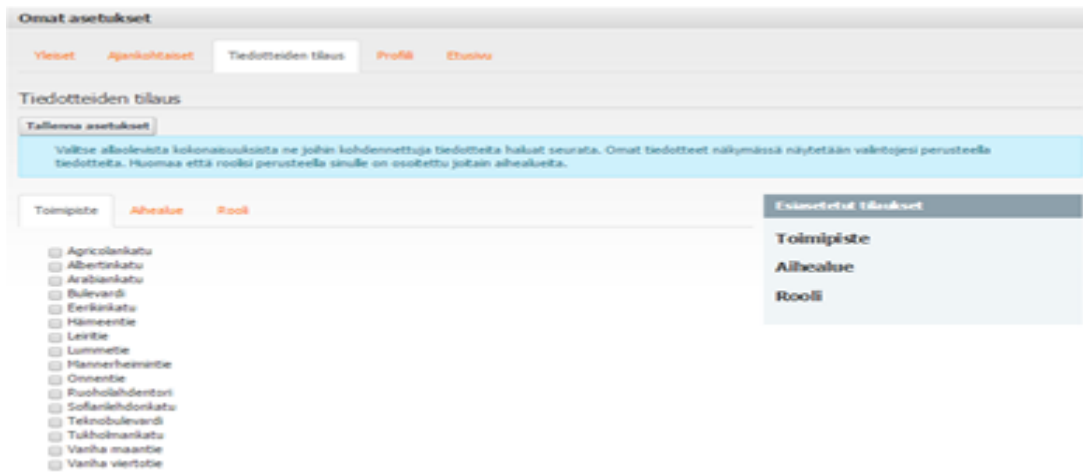 Omat asetukset
Yleiset Ajankohtaiset Tiedotteiden tilaus Profiili Etusivu
Tiedotteiden tilaus
Tallenna asetukset
Valitse allaolevista kokonaisuuksista ne joihin kohdennettuja tiedotteita haluat seurata. Omat tiedotteet näkymässä näytetään valintojesi perusteella
tiedotteita. Huomaa että roolisi perusteella sinulle on osoitettu joitain aihealueita.
Toimipiste Aihealue Rooli
Esiasetetut tilaukset
Toimipiste
Aihealue
Rooli
Agricolankatu
Albertinkatu
Arabiankatu
Bulevardi
Eerikinkatu
Hämeentie
Leiritie
Lummetie
Mannerheimintie
Onnentie
Ruoholahdentori
Sofianlehdonkatu
Teknobulevardi
Tukholmankatu
Vanha maantie
Vanha viertotie